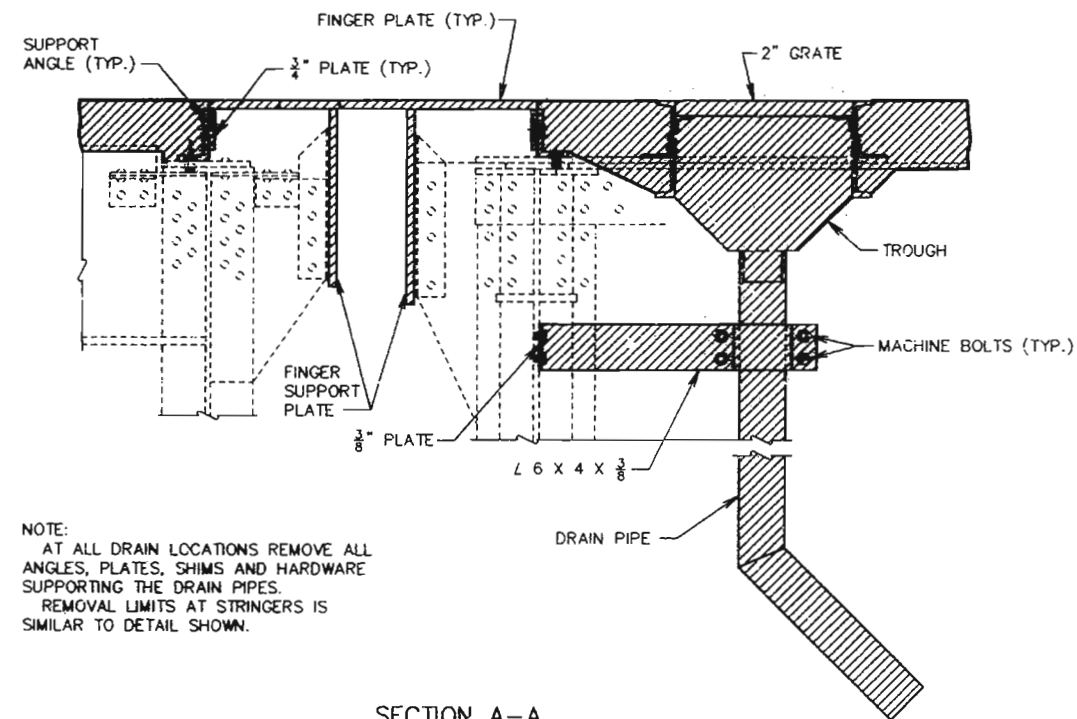 FINGER PLATE (TYP.)
SUPPORT
ANGLE (TYP.)
3/4" PLATE (TYP.)
2" GRATE
TROUGH
MACHINE BOLTS (TYP.)
FINGER
SUPPORT
PLATE
3/8" PLATE
L 6 X 4 X 3/8
DRAIN PIPE
NOTE:
AT ALL DRAIN LOCATIONS REMOVE ALL
ANGLES, PLATES, SHIMS AND HARDWARE
SUPPORTING THE DRAIN PIPES.
REMOVAL LIMITS AT STRINGERS IS
SIMILAR TO DETAIL SHOWN.
SECTION A-A